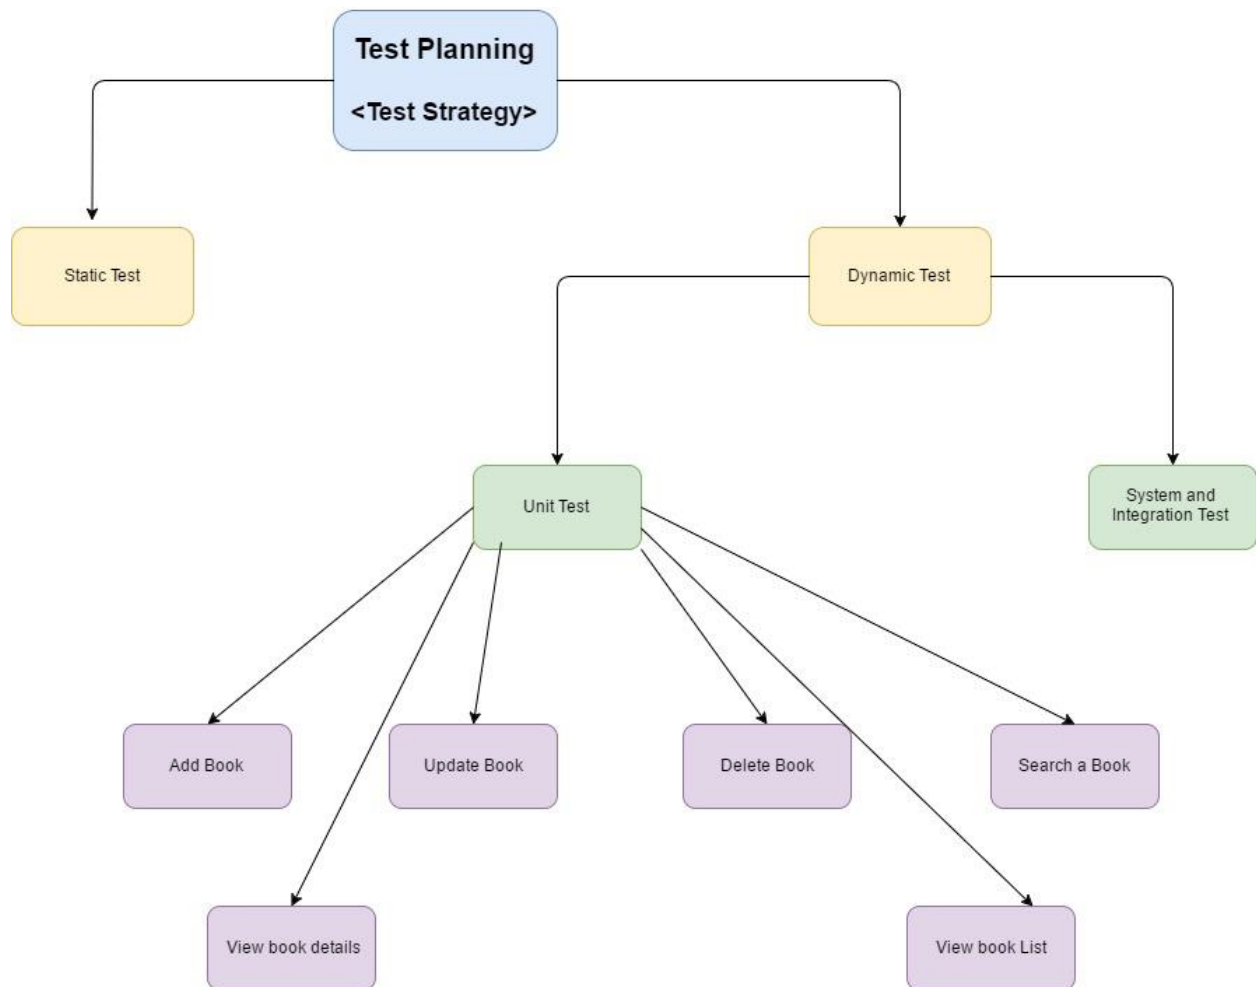 Test Planning
<Test Strategy>
Static Test
Dynamic Test
Unit Test
System and
Integration Test
Add Book
Update Book
Delete Book
Search a Book
View book details
View book List